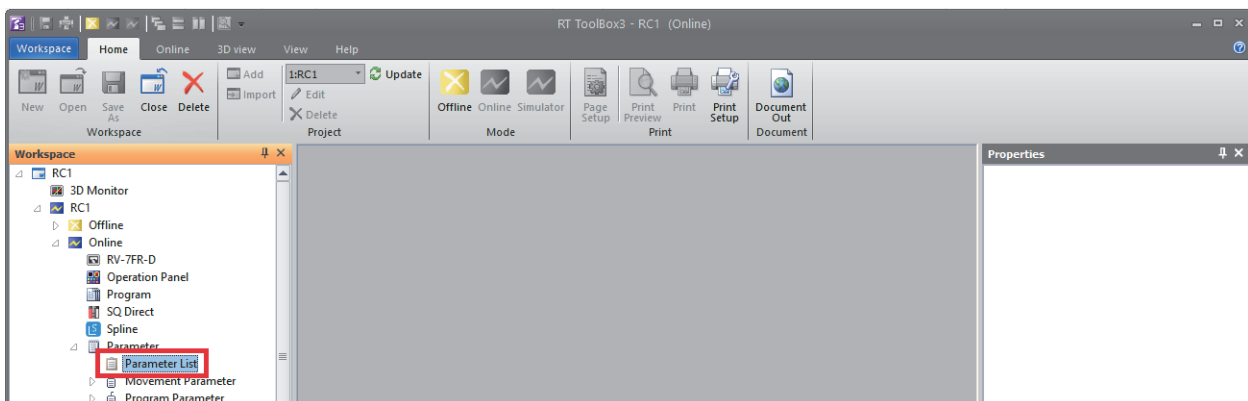 RT ToolBox3 - RC1 (Online)
Workspace Home Online 3D view View Help
New Open Save As Close Delete
Workspace
Add
Import
1:RC1 Update
Edit
Delete
Project
Offline Online Simulator
Mode
Page Setup Print Preview Print Print Setup
Print
Document Out
Document
Workspace
RC1
3D Monitor
RC1
Offline
Online
RV-7FR-D
Operation Panel
Program
SQ Direct
Spline
Parameter
Parameter List
Movement Parameter
Program Parameter
Properties